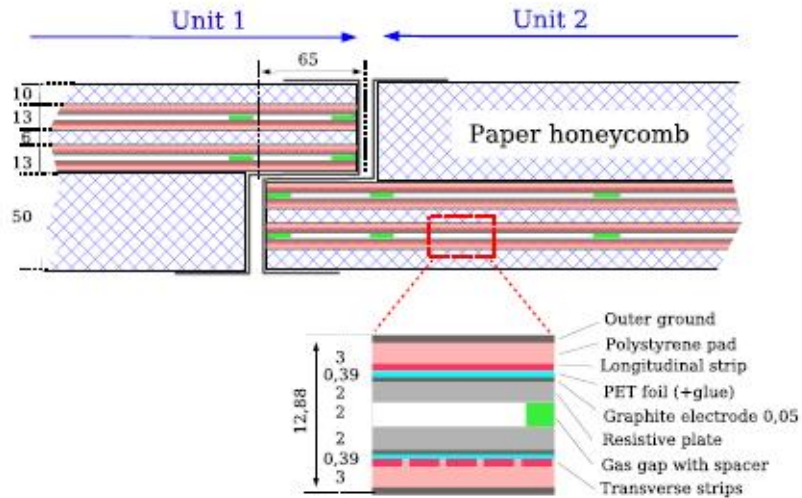 Unit 1
Unit 2
65
10
13
6
13
50
Paper honeycomb
Outer ground
Polystyrene pad
Longitudinal strip
PET foil (+glue)
Graphite electrode 0,05
Resistive plate
Gas gap with spacer
Transverse strips
12,88
3
0,39
2
2
2
0,39
3